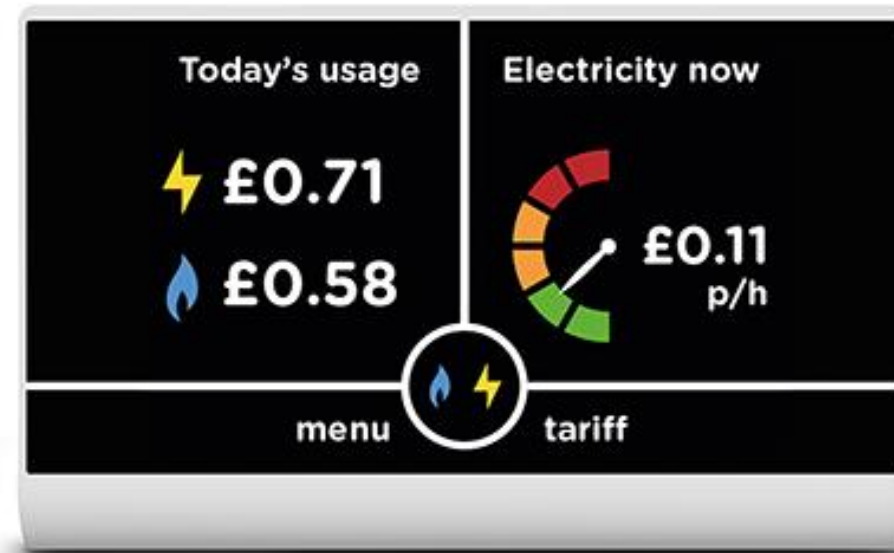 Today's usage
£0.71
£0.58
Electricity now
£0.11
p/h
menu
tariff